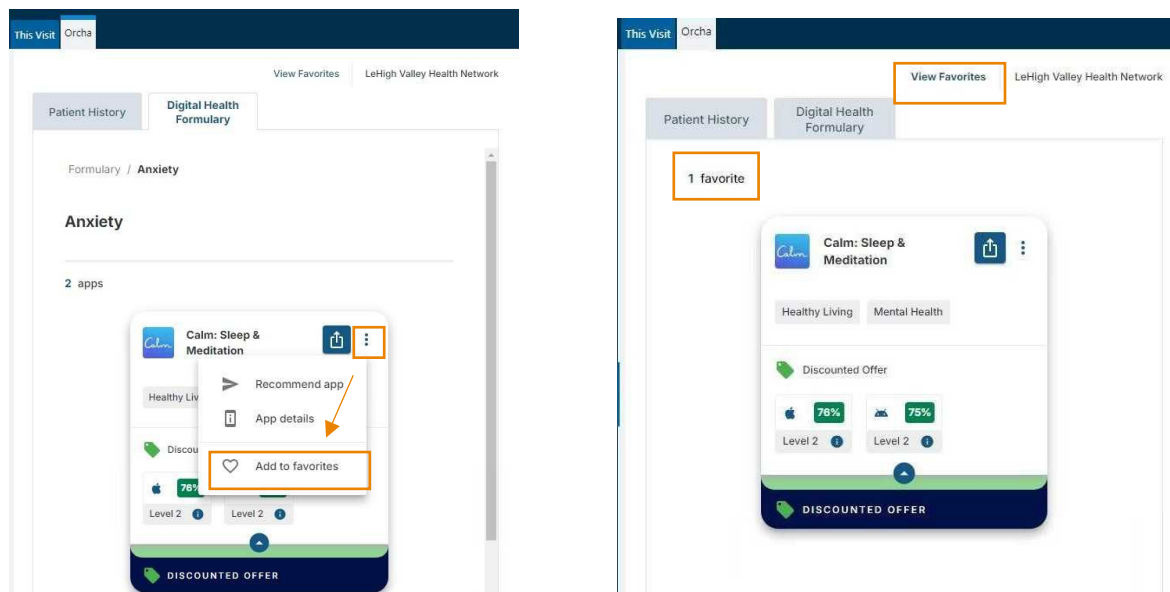 This Visit Orcha
View Favorites LeHigh Valley Health Network
Patient History
Digital Health
Formulary
Formulary / Anxiety
Anxiety
2 apps
Calm
Calm: Sleep &
Meditation
Recommend app
Healthy Liv
App details
Discou
Add to favorites
76%
Level 2 Level 2
DISCOUNTED OFFER
This Visit Orcha
View Favorites LeHigh Valley Health Network
Patient History
Digital Health
Formulary
1 favorite
Calm
Calm: Sleep &
Meditation
Healthy Living Mental Health
Discounted Offer
76% 75%
Level 2 Level 2
DISCOUNTED OFFER